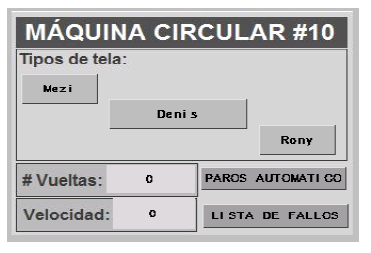 MÁQUINA CIRCULAR #10
Tipos de tela:
Mezi
Denis
Rony
# Vueltas: 0
PAROS AUTOMATICO
Velocidad: 0
LISTA DE FALLOS